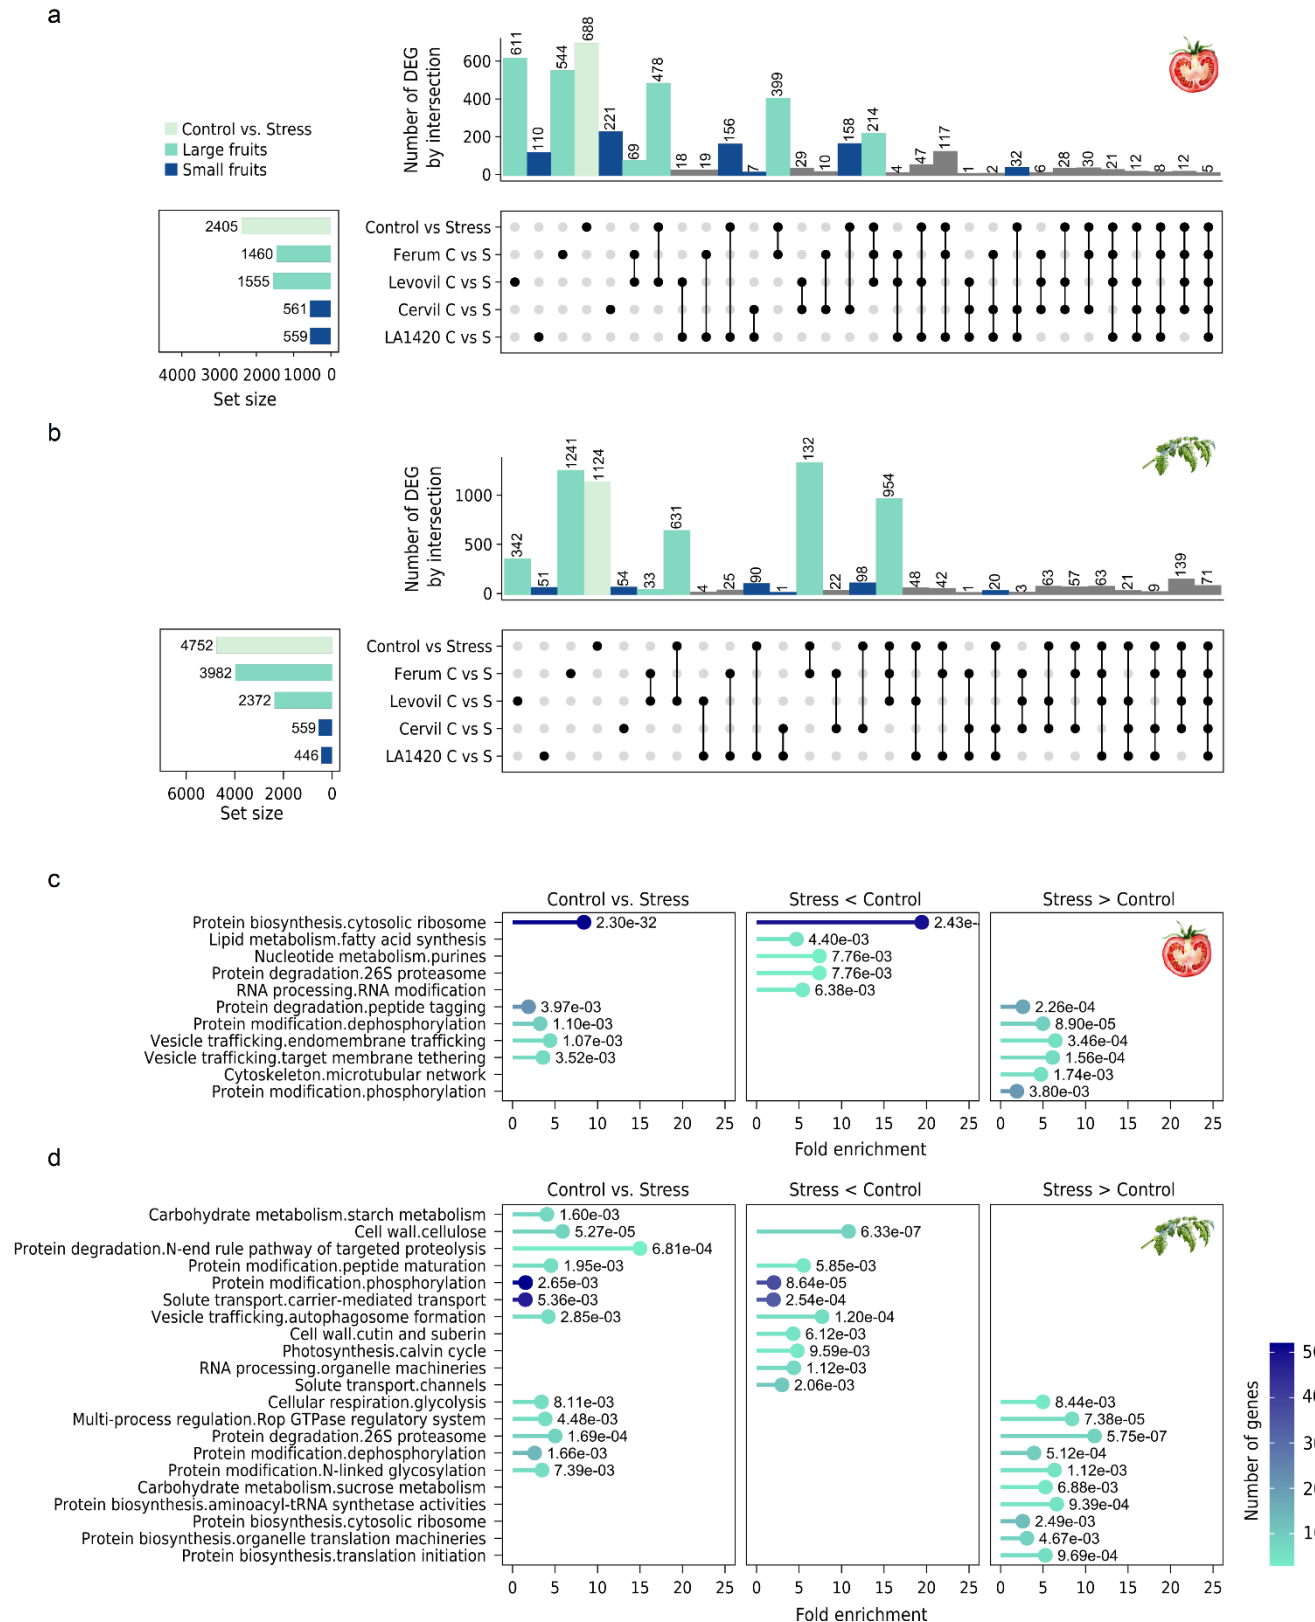 a
Number of DEG
by intersection
600
400
200
0
611
110
544
688
221
69
478
18
19
156
7
399
29
10
158
214
4
47
117
1
2
32
6
28
30
21
12
8
12
5
Control vs. Stress
Large fruits
Small fruits
2405
1460
1555
561
559
4000 3000 2000 1000 0
Set size
Control vs Stress
Ferum C vs S
Levovil C vs S
Cervil C vs S
LA1420 C vs S
b
Number of DEG
by intersection
1000
500
0
342
51
1241
1124
54
33
631
4
25
90
1
132
22
98
954
48
42
1
20
3
63
57
63
21
9
139
71
4752
3982
2372
559
446
6000 4000 2000 0
Set size
Control vs Stress
Ferum C vs S
Levovil C vs S
Cervil C vs S
LA1420 C vs S
c
Control vs. Stress Stress < Control Stress > Control
Protein biosynthesis.cytosolic ribosome 2.30e-32 2.43e-
Lipid metabolism.fatty acid synthesis 4.40e-03
Nucleotide metabolism.purines 7.76e-03
Protein degradation.26S proteasome 7.76e-03
RNA processing.RNA modification 6.38e-03
Protein degradation.peptide tagging 3.97e-03 2.26e-04
Protein modification.dephosphorylation 1.10e-03 8.90e-05
Vesicle trafficking.endomembrane trafficking 1.07e-03 3.46e-04
Vesicle trafficking.target membrane tethering 3.52e-03 1.56e-04
Cytoskeleton.microtubular network 1.74e-03
Protein modification.phosphorylation 3.80e-03
0 5 10 15 20 25 0 5 10 15 20 25 0 5 10 15 20 25
Fold enrichment
d
Control vs. Stress Stress < Control Stress > Control
Carbohydrate metabolism.starch metabolism 1.60e-03
Cell wall.cellulose 5.27e-05 6.33e-07
Protein degradation.N-end rule pathway of targeted proteolysis 6.81e-04
Protein modification.peptide maturation 1.95e-03 5.85e-03
Protein modification.phosphorylation 2.65e-03 8.64e-05
Solute transport.carrier-mediated transport 5.36e-03 2.54e-04
Vesicle trafficking.autophagosome formation 2.85e-03 1.20e-04
Cell wall.cutin and suberin 6.12e-03
Photosynthesis.calvin cycle 9.59e-03
RNA processing.organelle machineries 1.12e-03
Solute transport.channels 2.06e-03
Cellular respiration.glycolysis 8.11e-03 8.44e-03
Multi-process regulation.Rop GTPase regulatory system 4.48e-03 7.38e-05
Protein degradation.26S proteasome 1.69e-04 5.75e-07
Protein modification.dephosphorylation 1.66e-03 5.12e-04
Protein modification.N-linked glycosylation 7.39e-03 1.12e-03
Carbohydrate metabolism.sucrose metabolism 6.88e-03
Protein biosynthesis.aminoacyl-tRNA synthetase activities 9.39e-04
Protein biosynthesis.cytosolic ribosome 2.49e-03
Protein biosynthesis.organelle translation machineries 4.67e-03
Protein biosynthesis.translation initiation 9.69e-04
0 5 10 15 20 25 0 5 10 15 20 25 0 5 10 15 20 25
Fold enrichment
Number of genes